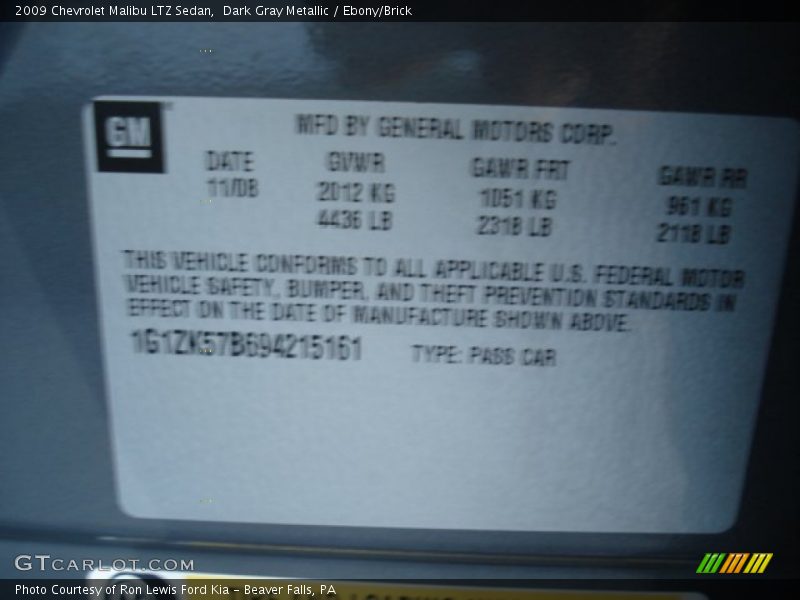 2009 Chevrolet Malibu LTZ Sedan,  Dark Gray Metallic / Ebony/Brick
GM
MFD BY GENERAL MOTORS CORP.
DATE GVWR GAWR FRT GAWR RR
11/08 2012 KG 1051 KG 961 KG
4436 LB 2318 LB 2118 LB
THIS VEHICLE CONFORMS TO ALL APPLICABLE U.S. FEDERAL MOTOR
VEHICLE SAFETY, BUMPER, AND THEFT PREVENTION STANDARDS IN
EFFECT ON THE DATE OF MANUFACTURE SHOWN ABOVE.
1G1ZK57B694215161 TYPE: PASS CAR
GTCARLOT.COM
Photo Courtesy of Ron Lewis Ford Kia - Beaver Falls, PA